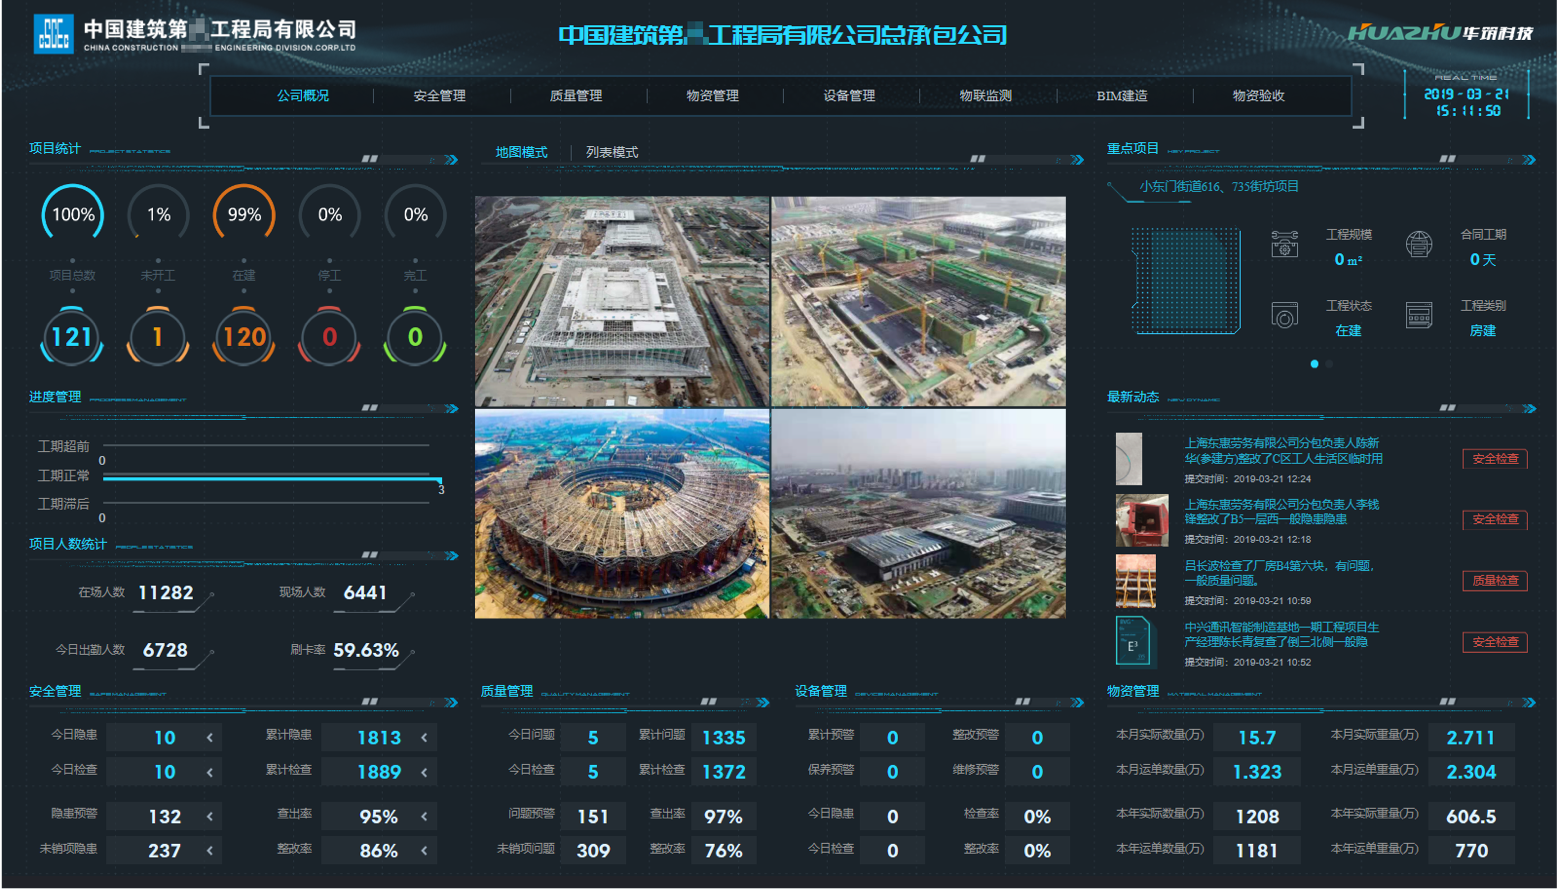 中国建筑第 工程局有限公司
CHINA CONSTRUCTION ENGINEERING DIVISION.CORP.LTD
中国建筑第 工程局有限公司总承包公司
HUAZHU 华筑科技
公司概况 安全管理 质量管理 物资管理 设备管理 物联监测 BIM建造 物资验收
REAL TIME
2019-03-21
15:11:50
项目统计 PROJECT STATISTICS
100% 1% 99% 0% 0%
项目总数 未开工 在建 停工 完工
121 1 120 0 0
进度管理 PROGRESS MANAGEMENT
工期超前
0
工期正常
3
工期滞后
0
项目人数统计 PEOPLE STATISTICS
在场人数 11282 现场人数 6441
今日出勤人数 6728 刷卡率 59.63%
地图模式 列表模式
重点项目 KEY PROJECT
小东门街道616、735街坊项目
工程规模 合同工期
0 m² 0 天
工程状态 工程类别
在建 房建
最新动态 NEW DYNAMIC
上海东惠劳务有限公司分包负责人陈新
华(参建方)整改了C区工人生活区临时用
提交时间：2019-03-21 12:24
安全检查
上海东惠劳务有限公司分包负责人李钱
锋整改了B5一层西一般隐患隐患
提交时间：2019-03-21 12:18
安全检查
吕长波检查了厂房B4第六块，有问题，
一般质量问题。
提交时间：2019-03-21 10:59
质量检查
E³
中兴通讯智能制造基地一期工程项目生
产经理陈长青复查了倒三北侧一般隐
提交时间：2019-03-21 10:52
安全检查
安全管理 SAFE MANAGEMENT
今日隐患 10 累计隐患 1813
今日检查 10 累计检查 1889
隐患预警 132 查出率 95%
未销项隐患 237 整改率 86%
质量管理 QUALITY MANAGEMENT
今日问题 5 累计问题 1335
今日检查 5 累计检查 1372
问题预警 151 查出率 97%
未销项问题 309 整改率 76%
设备管理 DEVICE MANAGEMENT
累计预警 0 整改预警 0
保养预警 0 维修预警 0
今日隐患 0 检查率 0%
今日检查 0 整改率 0%
物资管理 MATERIAL MANAGEMENT
本月实际数量(万) 15.7 本月实际重量(万) 2.711
本月运单数量(万) 1.323 本月运单重量(万) 2.304
本年实际数量(万) 1208 本年实际重量(万) 606.5
本年运单数量(万) 1181 本年运单重量(万) 770